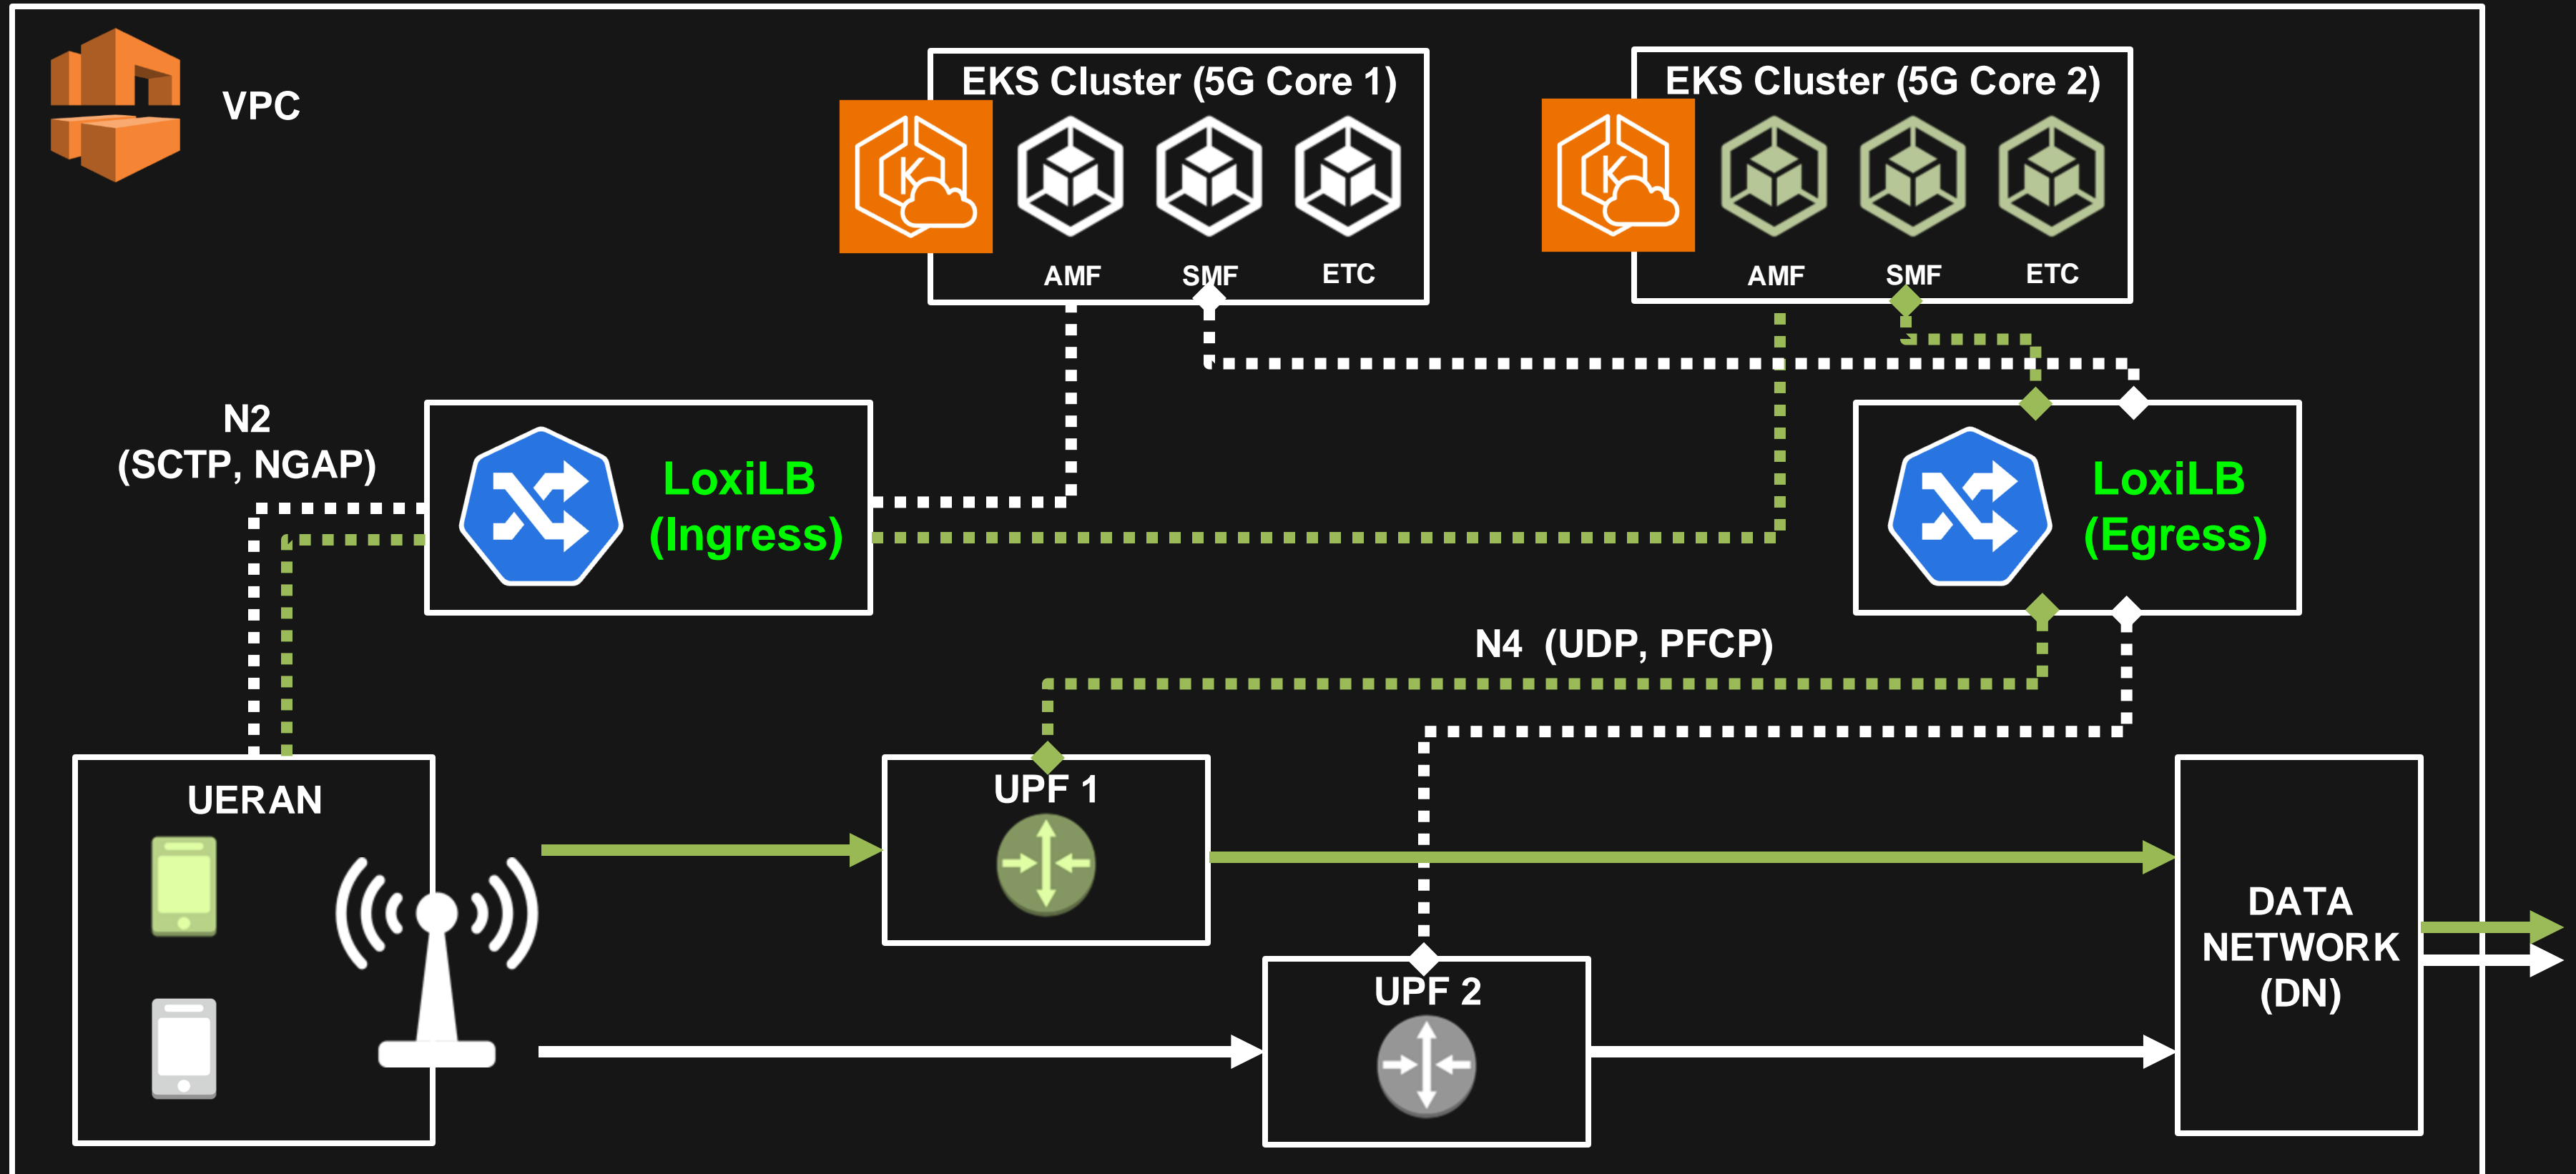 VPC
EKS Cluster (5G Core 1)
AMF
SMF
ETC
EKS Cluster (5G Core 2)
AMF
SMF
ETC
N2
(SCTP, NGAP)
LoxiLB
(Ingress)
LoxiLB
(Egress)
N4 (UDP, PFCP)
UERAN
UPF 1
UPF 2
DATA
NETWORK
(DN)
K
K